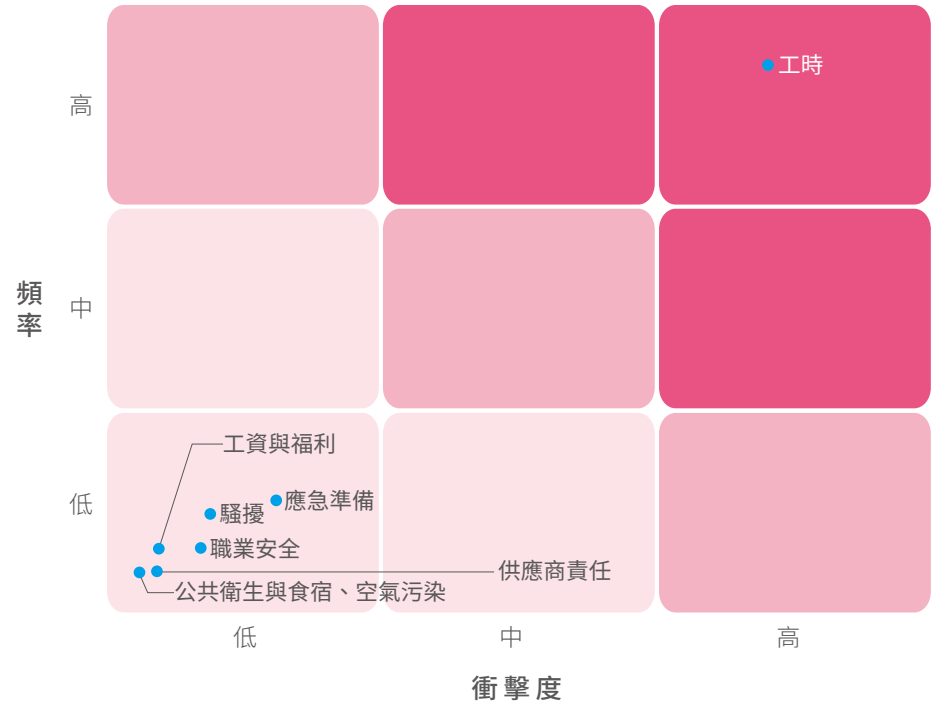 工時
高
頻率
中
工資與福利
低
應急準備
騷擾
職業安全
供應商責任
公共衛生與食宿、空氣污染
低
中
高
衝擊度